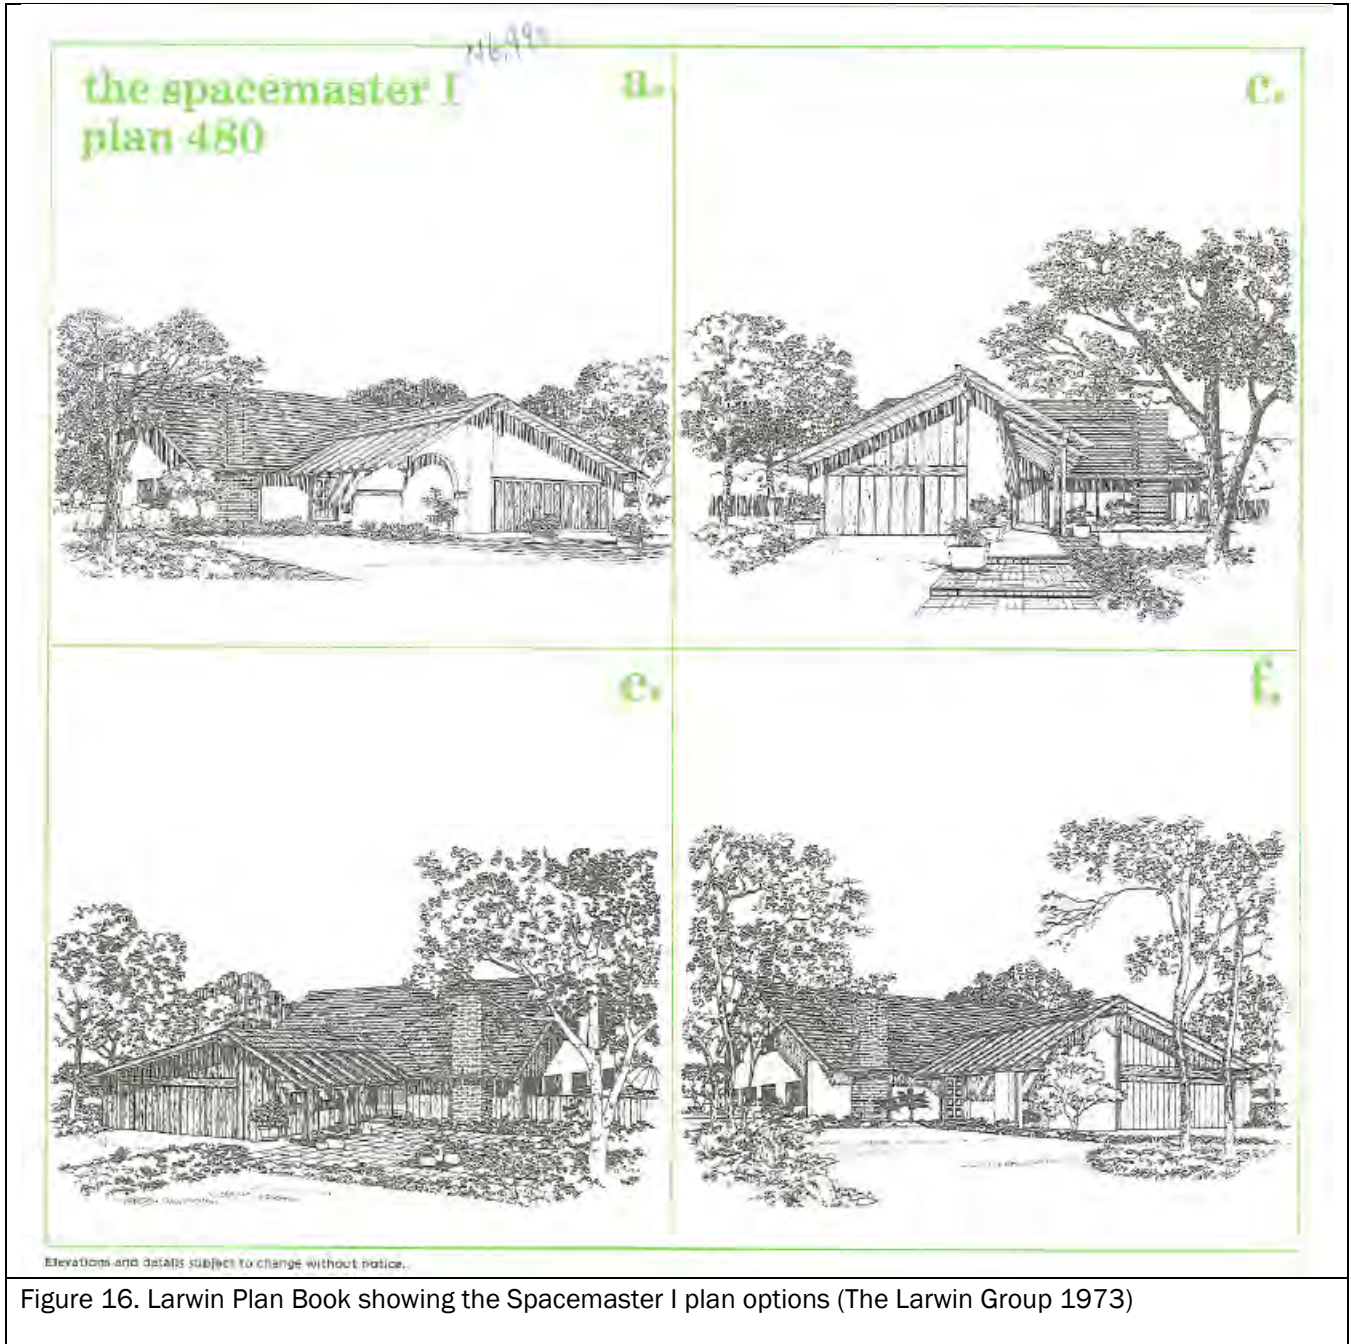 the spacemaster I
plan 480
a.
c.
e.
f.
Elevations and details subject to change without notice.
Figure 16. Larwin Plan Book showing the Spacemaster I plan options (The Larwin Group 1973)